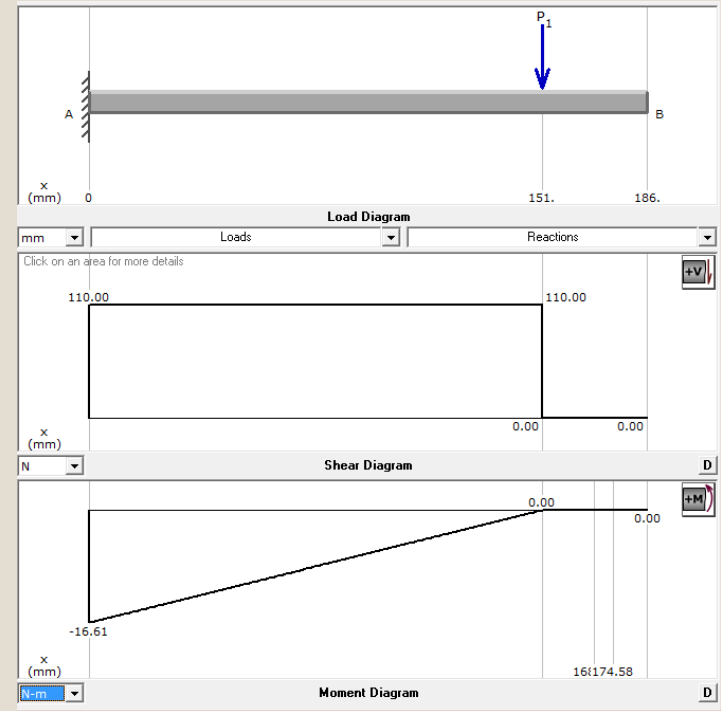 P1
A
B
x
(mm) 0 151. 186.
Load Diagram
mm Loads Reactions
Click on an area for more details
+V
110.00 110.00
0.00 0.00
x
(mm)
N Shear Diagram D
+M
0.00
0.00
-16.61
x
(mm) 174.58
N-m Moment Diagram D